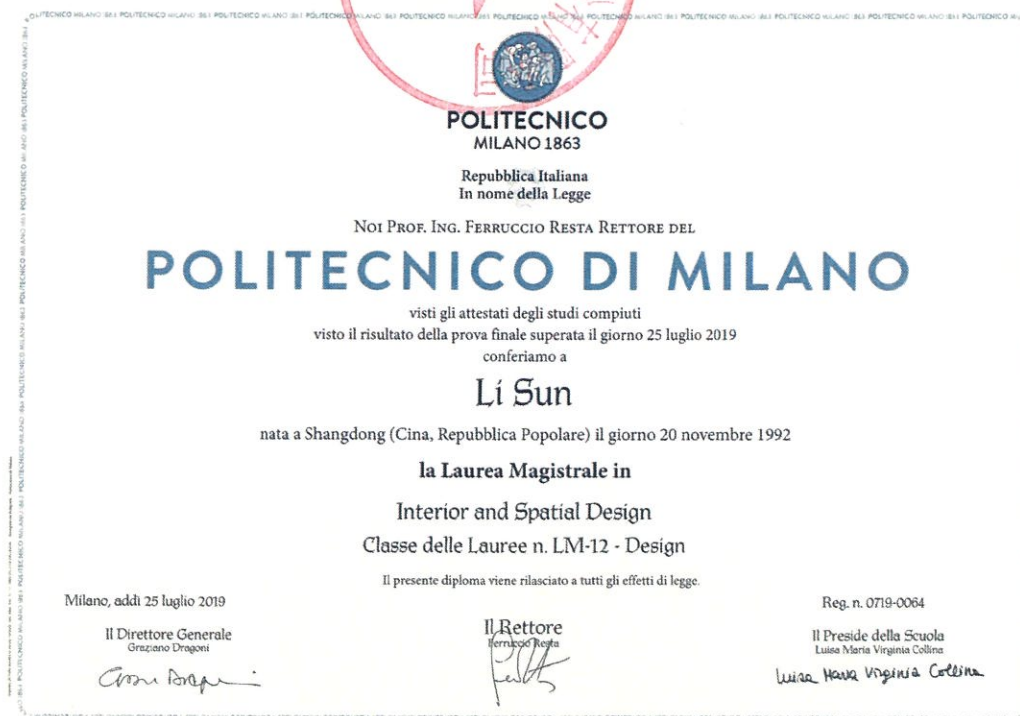 POLITECNICO
MILANO 1863
Repubblica Italiana
In nome della Legge
NOI PROF. ING. FERRUCCIO RESTA RETTORE DEL
POLITECNICO DI MILANO
visti gli attestati degli studi compiuti
visto il risultato della prova finale superata il giorno 25 luglio 2019
conferiamo a
Li Sun
nata a Shangdong (Cina, Repubblica Popolare) il giorno 20 novembre 1992
la Laurea Magistrale in
Interior and Spatial Design
Classe delle Lauree n. LM-12 - Design
Il presente diploma viene rilasciato a tutti gli effetti di legge.
Milano, addì 25 luglio 2019
Reg. n. 0719-0064
Il Direttore Generale
Graziano Dragoni
Il Rettore
Ferruccio Resta
Il Preside della Scuola
Luisa Maria Virginia Collina
Luisa Maria Virginia Collina